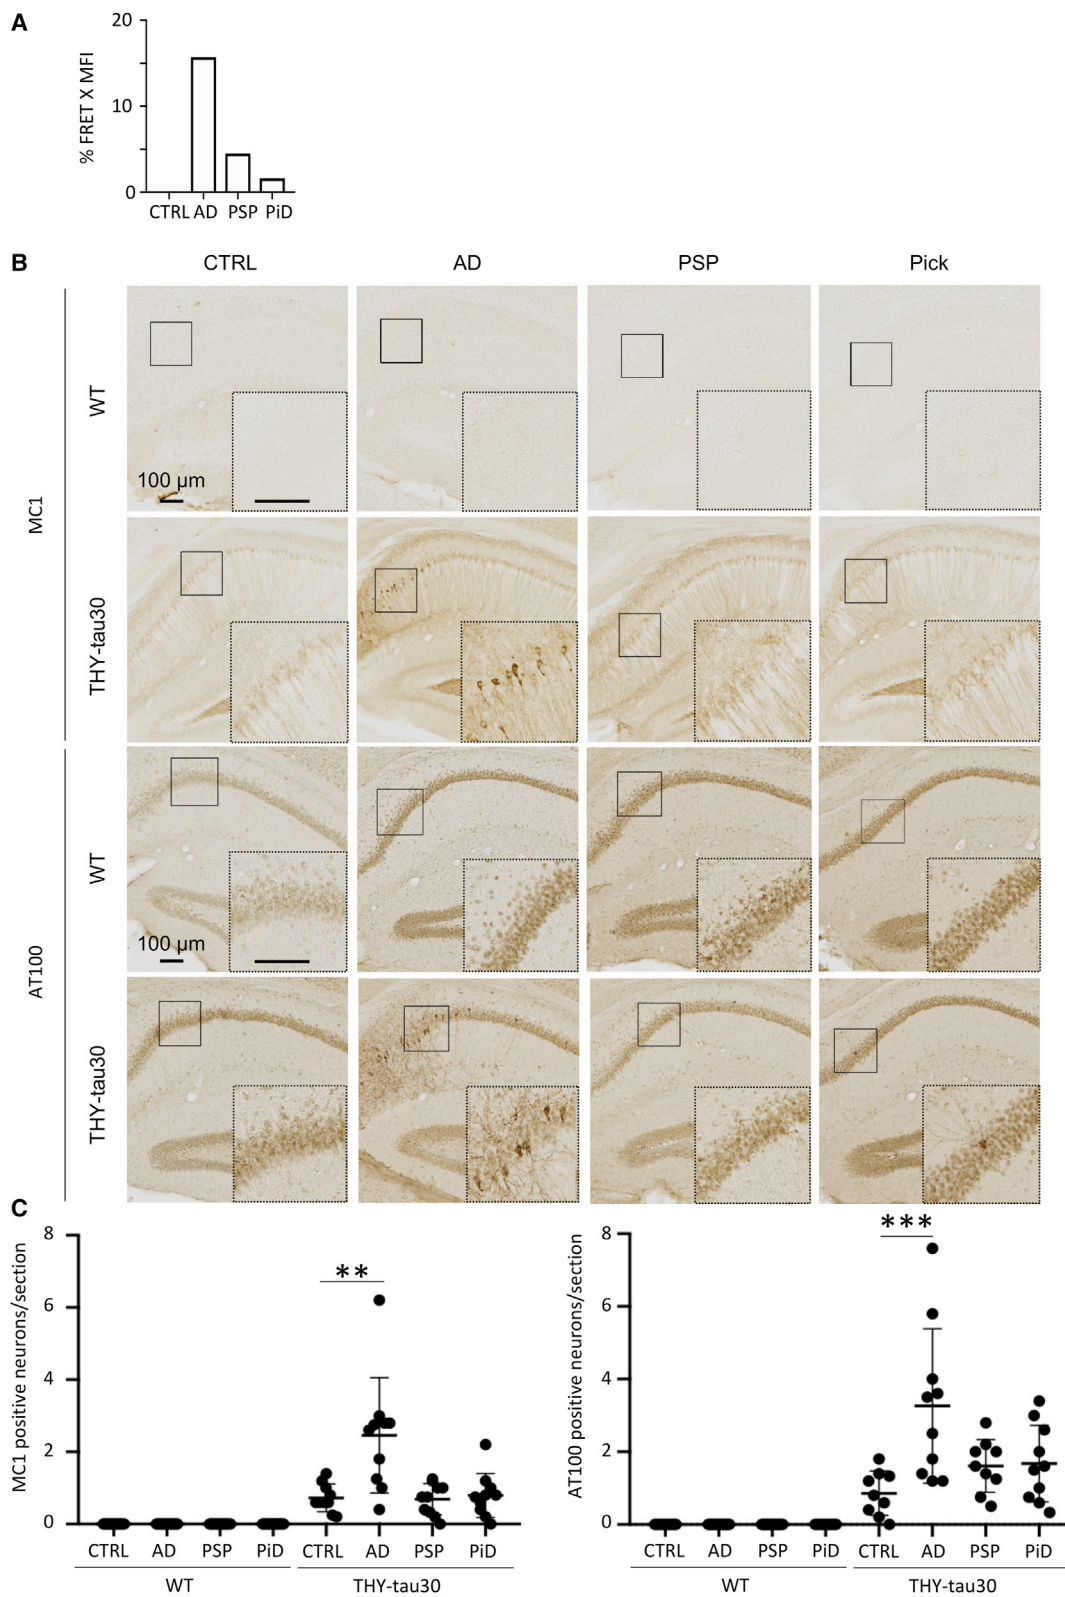 A
20
10
0
% FRET X MFI
CTRL AD PSP PiD
B
CTRL AD PSP Pick
MC1
WT
100 µm
THY-tau30
AT100
WT
100 µm
THY-tau30
C
8
6
4
2
0
MC1 positive neurons/section
**
CTRL AD PSP PiD CTRL AD PSP PiD
WT THY-tau30
8
6
4
2
0
AT100 positive neurons/section
***
CTRL AD PSP PiD CTRL AD PSP PiD
WT THY-tau30